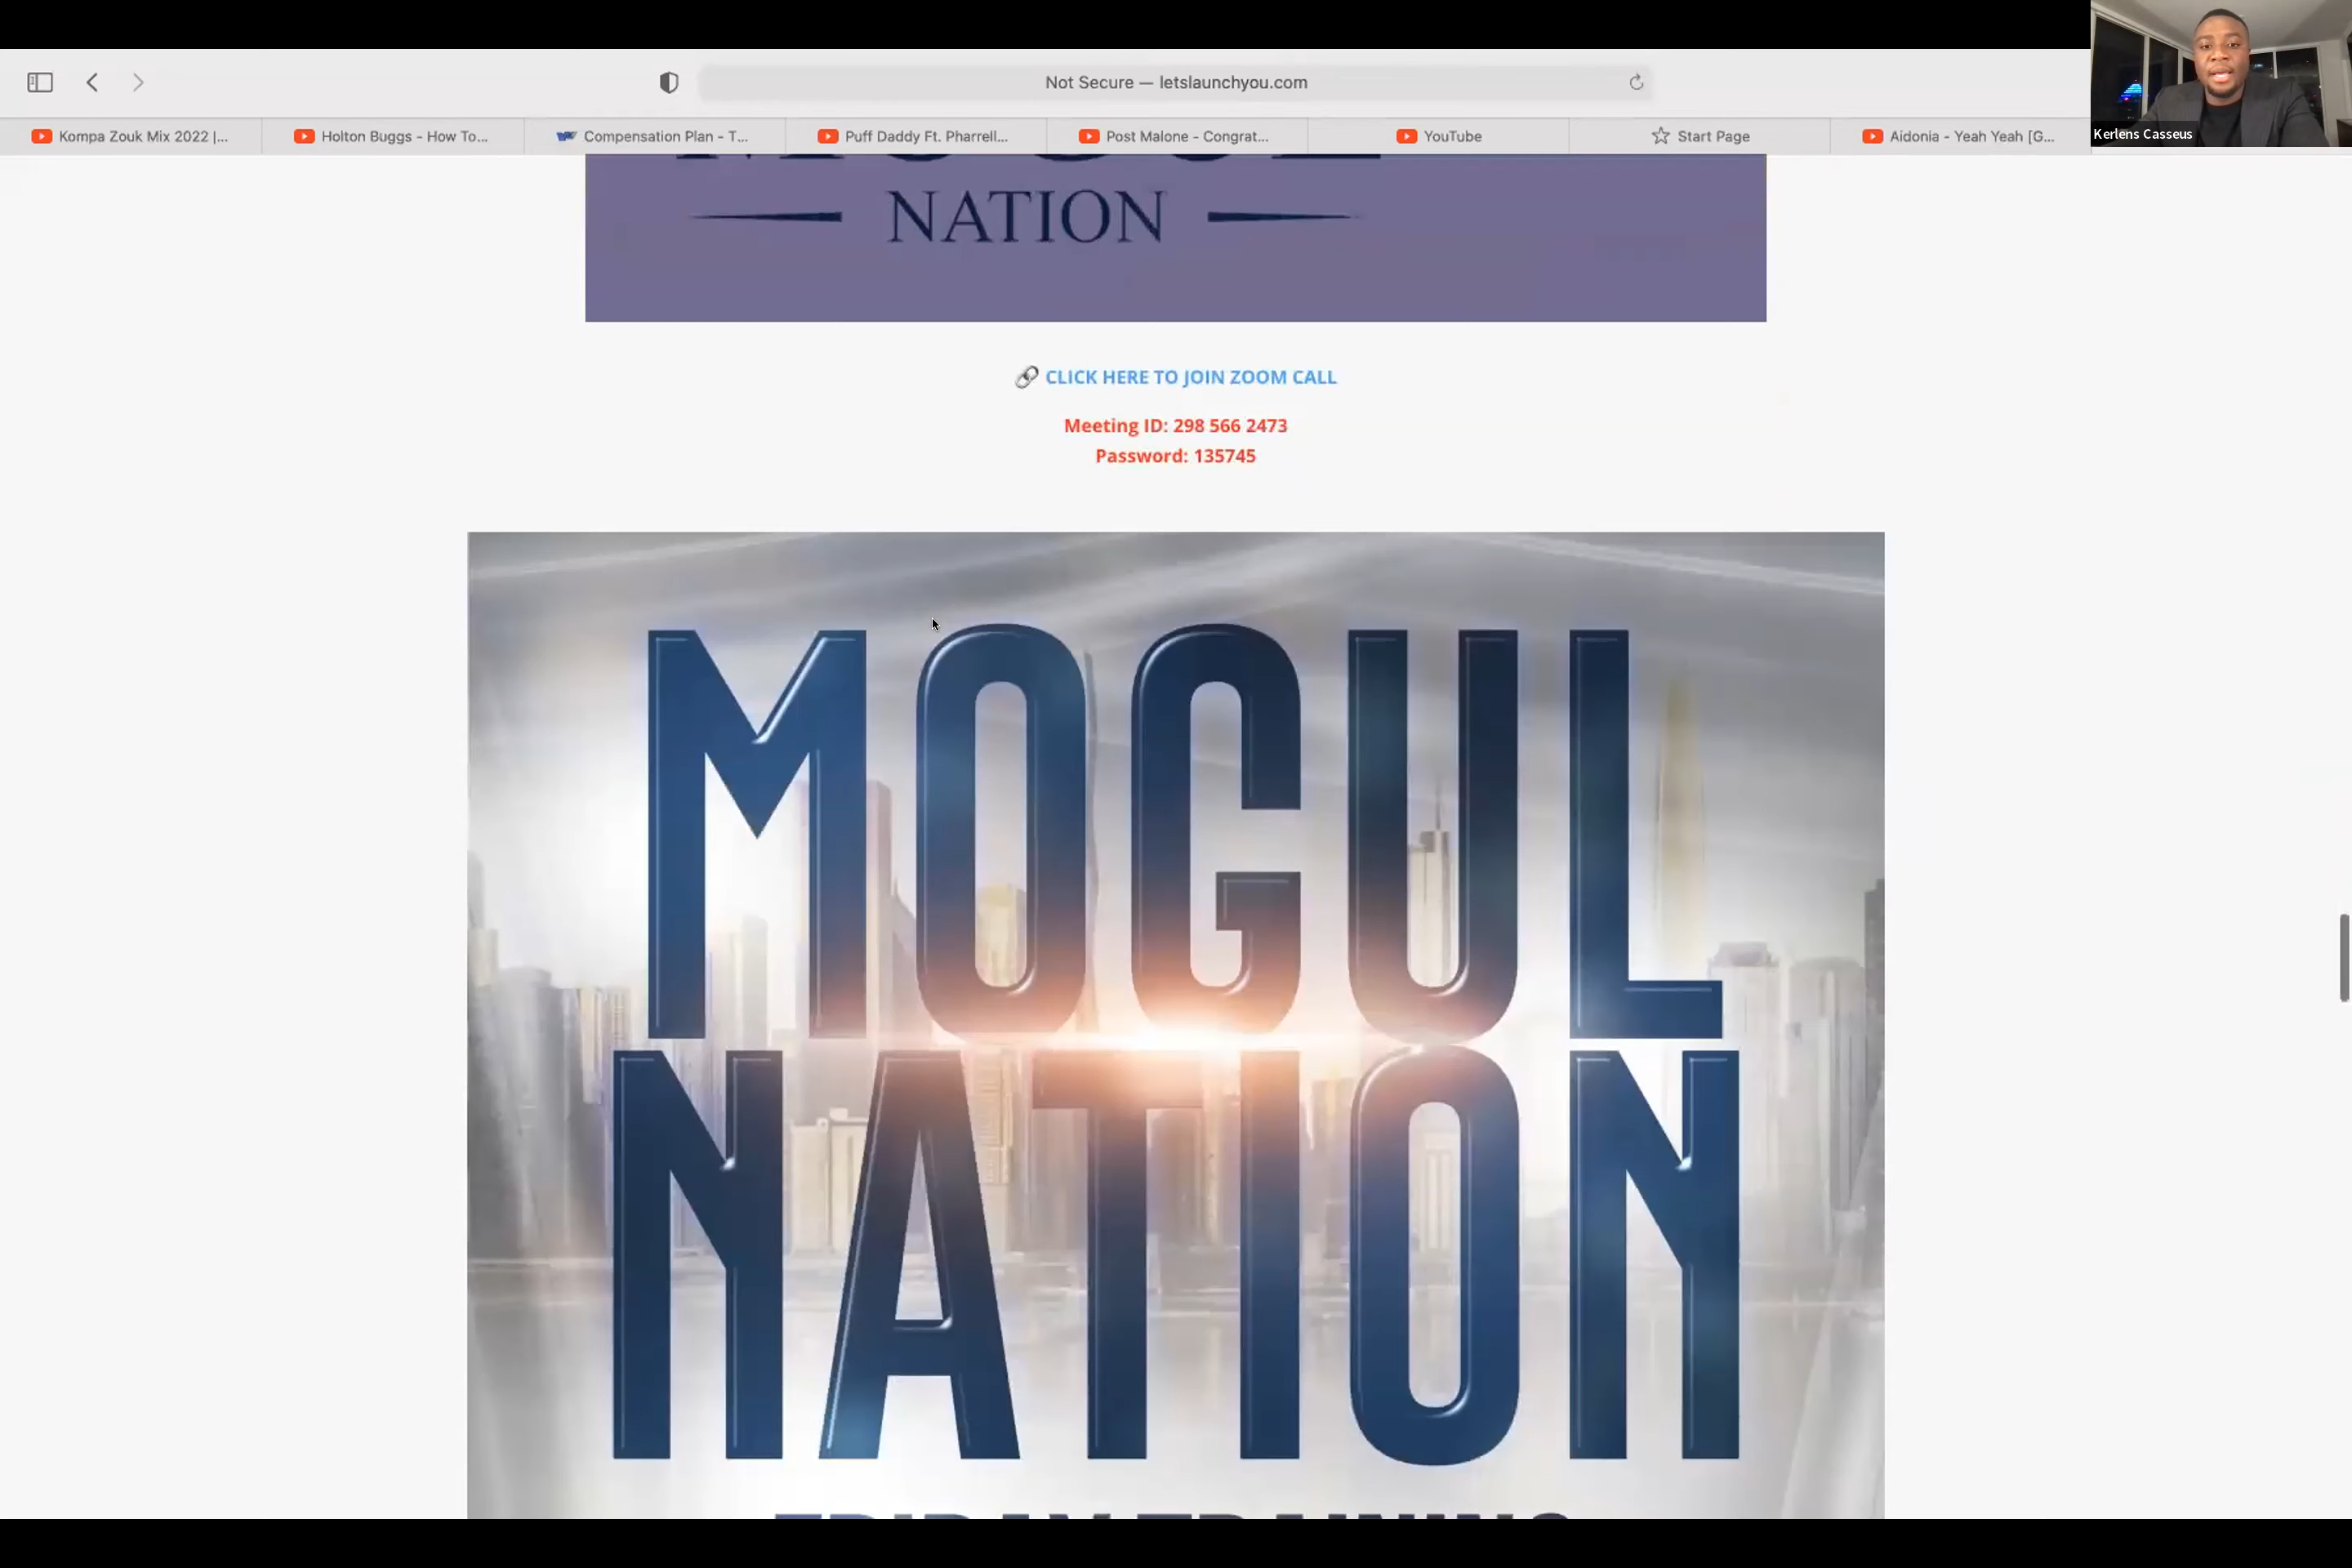 Not Secure — letslaunchyou.com
Kompa Zouk Mix 2022 |...
Holton Buggs - How To...
Compensation Plan - T...
Puff Daddy Ft. Pharrell...
Post Malone - Congrat...
YouTube
Start Page
Aidonia - Yeah Yeah [G...
Kerlens Casseus
NATION
CLICK HERE TO JOIN ZOOM CALL
Meeting ID: 298 566 2473
Password: 135745
MOGUL
NATION